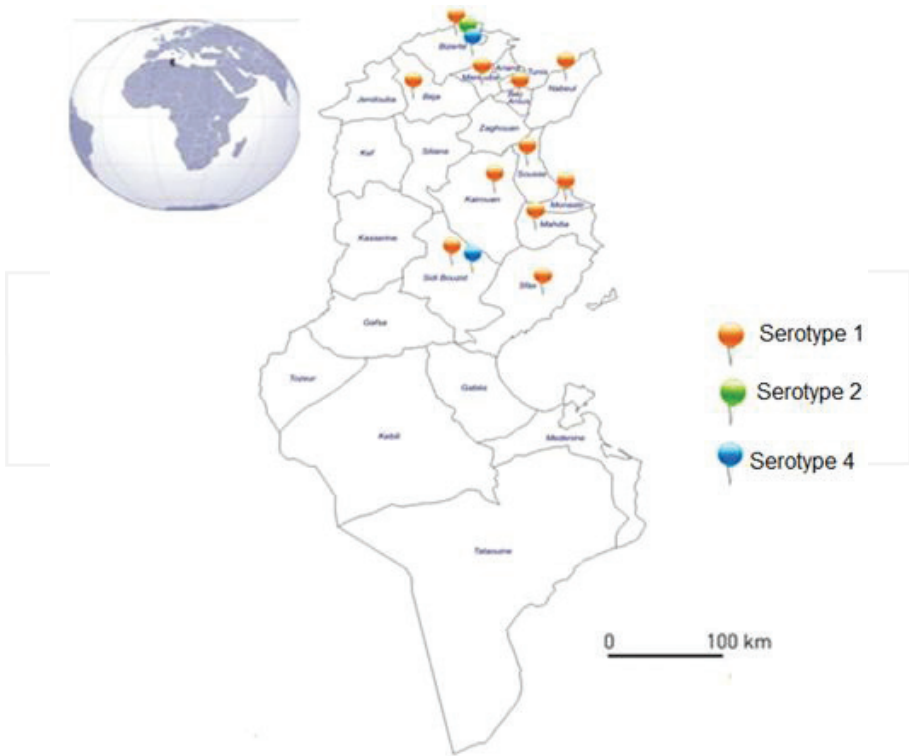 Bizerte
Ariana
Tunis
Manouba
Ben
Arous
Nabeul
Jendouba
Beja
Zaghouan
Kef
Siliana
Sousse
Kairouan
Monastir
Mahdia
Kasserine
Sidi Bouzid
Sfax
Gafsa
Tozeur
Gabès
Kebili
Medenine
Tataouine
Serotype 1
Serotype 2
Serotype 4
0 100 km